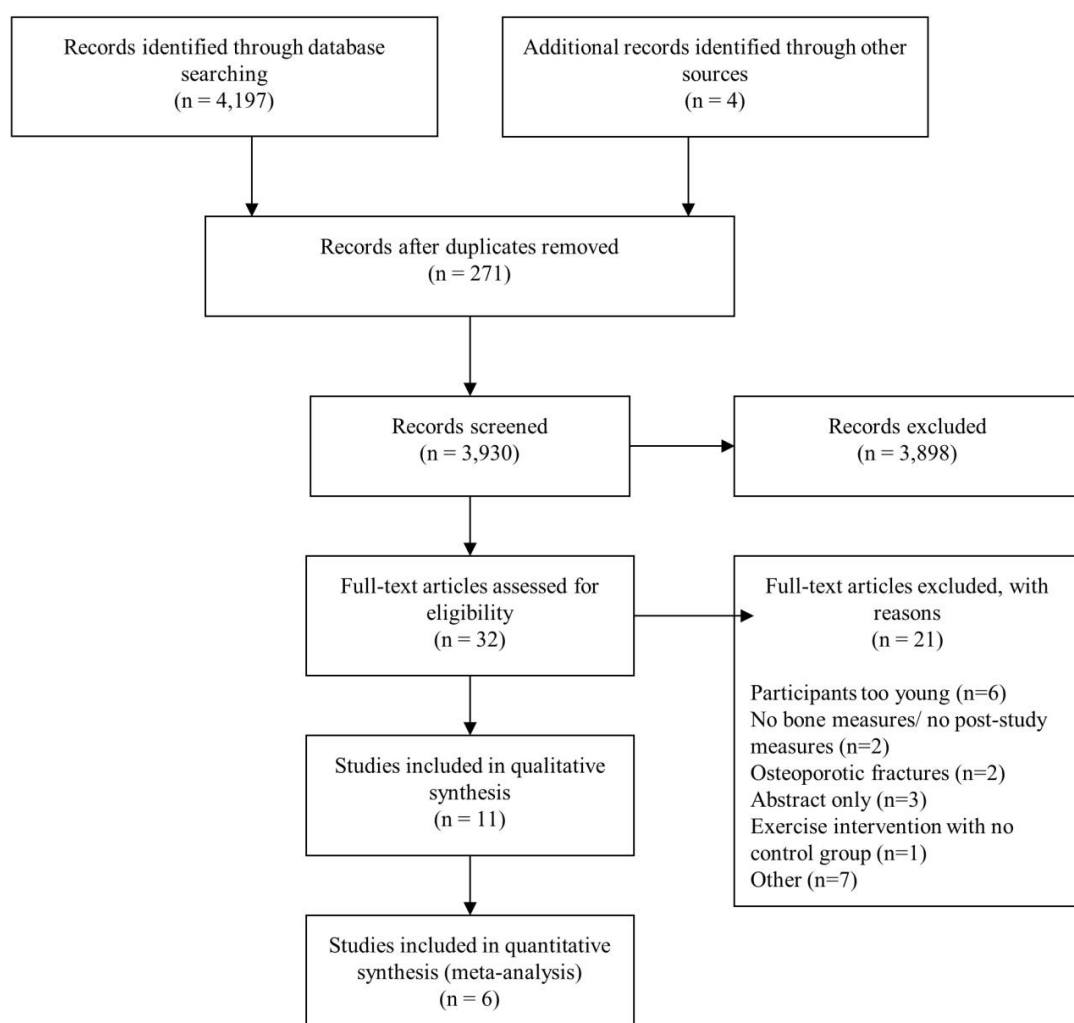 Records identified through database
searching
(n = 4,197)
Additional records identified through other
sources
(n = 4)
Records after duplicates removed
(n = 271)
Records screened
(n = 3,930)
Records excluded
(n = 3,898)
Full-text articles assessed for
eligibility
(n = 32)
Full-text articles excluded, with
reasons
(n = 21)
Participants too young (n=6)
No bone measures/ no post-study
measures (n=2)
Osteoporotic fractures (n=2)
Abstract only (n=3)
Exercise intervention with no
control group (n=1)
Other (n=7)
Studies included in qualitative
synthesis
(n = 11)
Studies included in quantitative
synthesis (meta-analysis)
(n = 6)